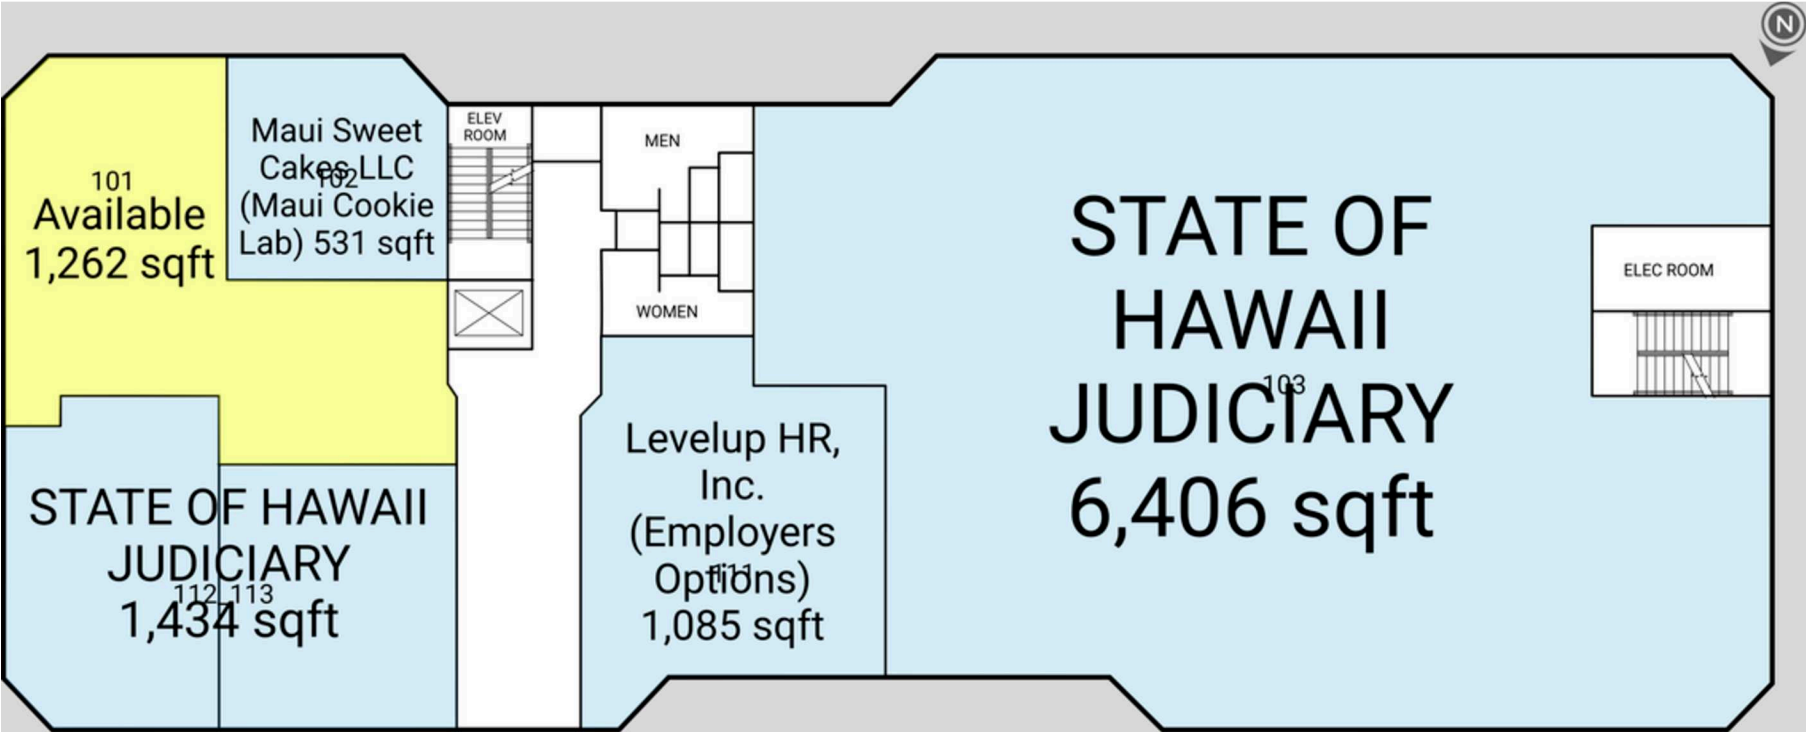 N
101
Available
1,262 sqft
Maui Sweet
Cakes LLC
102
(Maui Cookie
Lab) 531 sqft
ELEV
ROOM
MEN
WOMEN
STATE OF
HAWAII
JUDICIARY
103
6,406 sqft
ELEC ROOM
STATE OF HAWAII
JUDICIARY
112_113
1,434 sqft
Levelup HR,
Inc.
(Employers
Options)
111
1,085 sqft